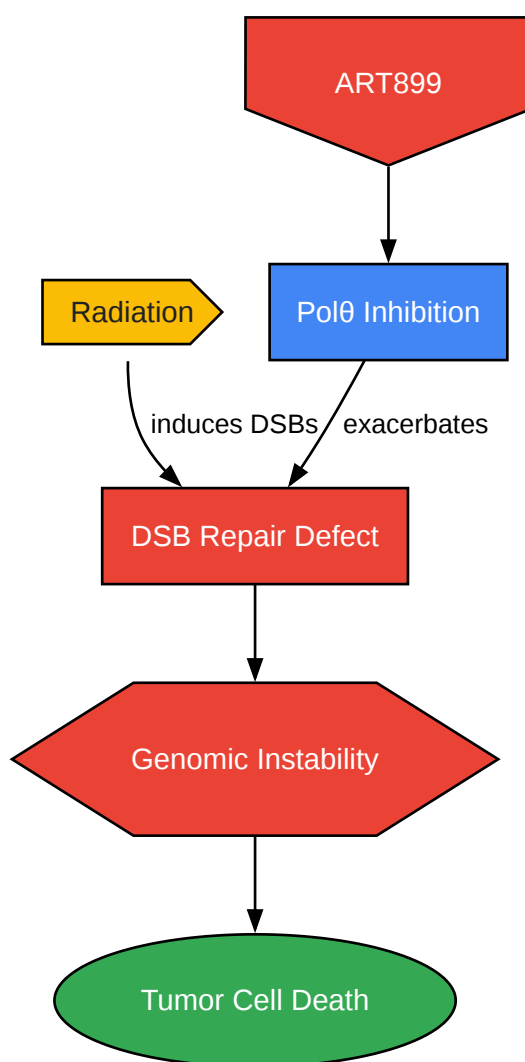 ART899
Radiation
Polθ Inhibition
induces DSBs
exacerbates
DSB Repair Defect
Genomic Instability
Tumor Cell Death